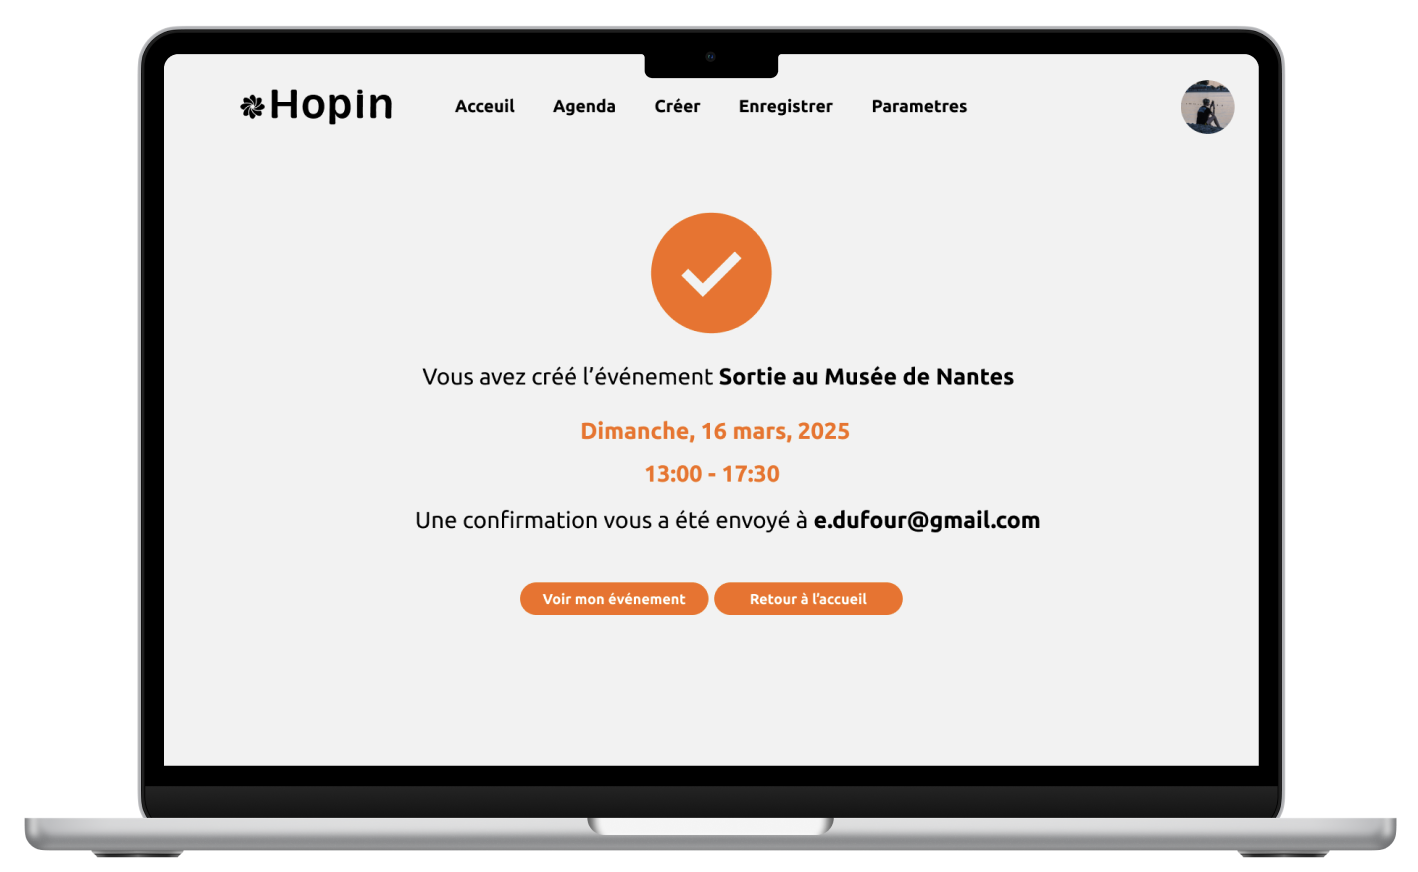 Hopin
Acceuil Agenda Créer Enregistrer Parametres
Vous avez créé l’événement Sortie au Musée de Nantes
Dimanche, 16 mars, 2025
13:00 - 17:30
Une confirmation vous a été envoyé à e.dufour@gmail.com
Voir mon événement Retour à l’accueil